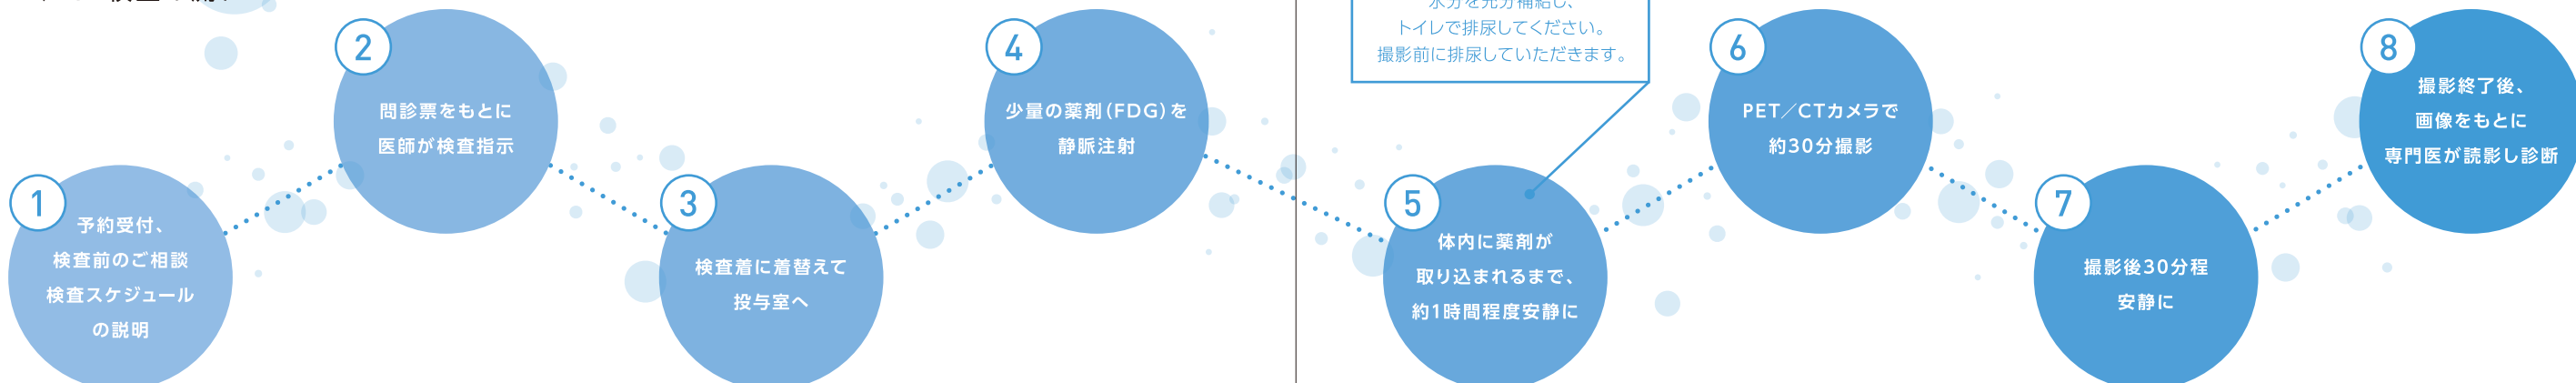 1
予約受付、
検査前のご相談
検査スケジュール
の説明
2
問診票をもとに
医師が検査指示
3
検査着に着替えて
投与室へ
4
少量の薬剤（FDG）を
静脈注射
水分を充分補給し、
トイレで排尿してください。
撮影前に排尿していただきます。
5
体内に薬剤が
取り込まれるまで、
約1時間程度安静に
6
PET／CTカメラで
約30分撮影
7
撮影後30分程
安静に
8
撮影終了後、
画像をもとに
専門医が読影し診断